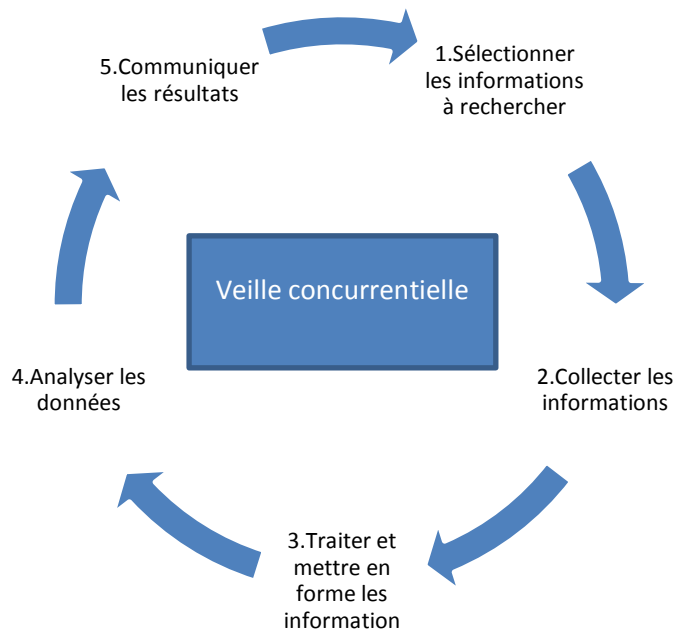 1.Sélectionner
les informations
à rechercher
2.Collecter les
informations
3.Traiter et
mettre en
forme les
information
4.Analyser les
données
5.Communiquer
les résultats
Veille concurrentielle